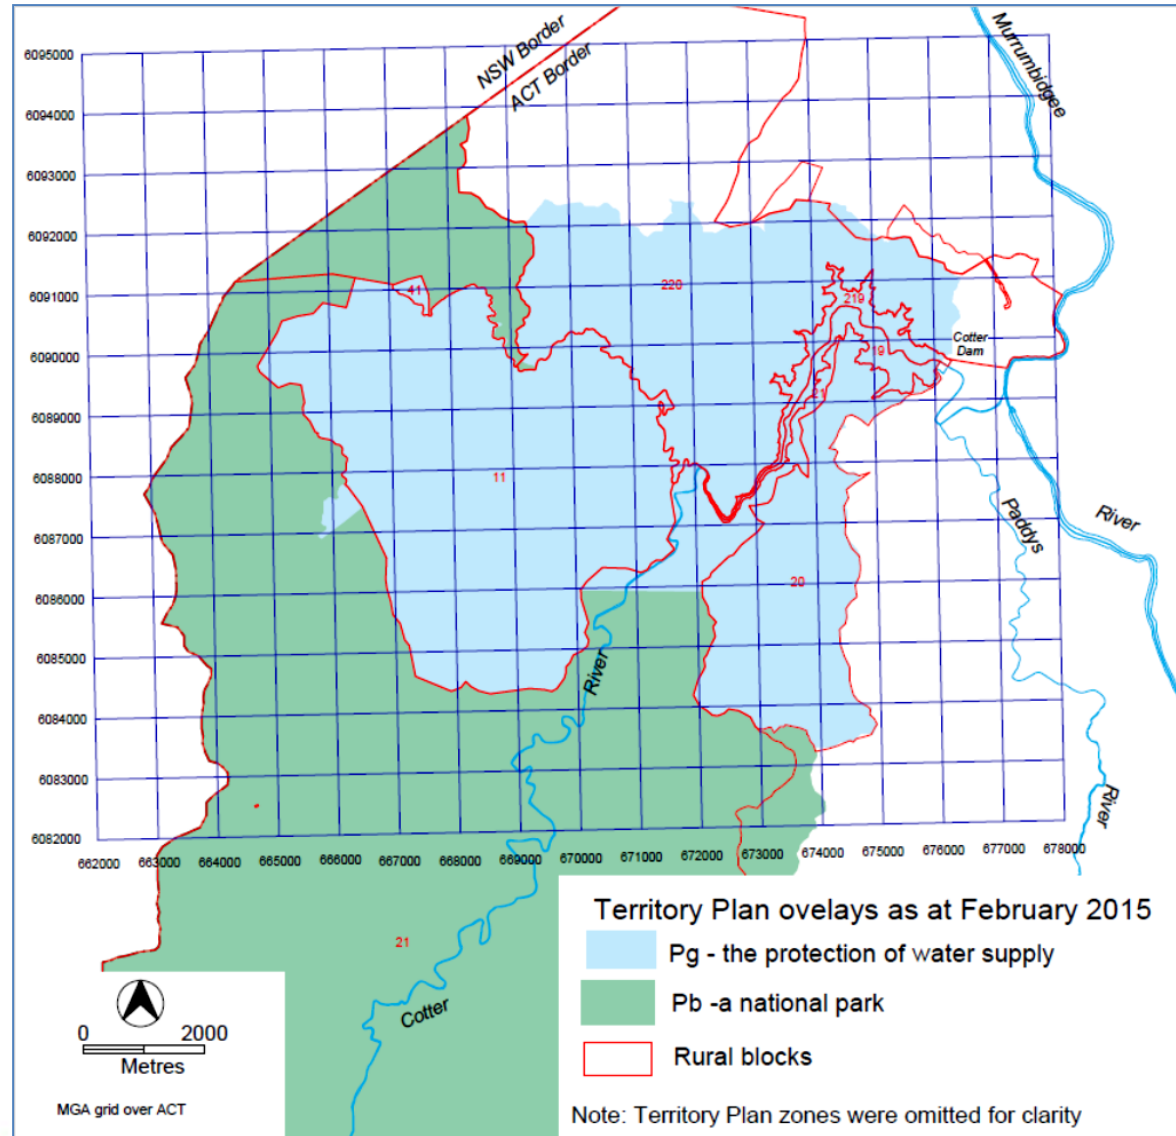 NSW Border
ACT Border
Murrumbidgee
6095000
6094000
6093000
6092000
6091000
6090000
6089000
6088000
6087000
6086000
6085000
6084000
6083000
6082000
41
220
219
Cotter
Dam
19
21
11
20
Paddys
River
River
River
662000 663000 664000 665000 666000 667000 668000 669000 670000 671000 672000 673000 674000 675000 676000 677000 678000
21
Cotter
Territory Plan ovelays as at February 2015
Pg - the protection of water supply
Pb -a national park
Rural blocks
Note: Territory Plan zones were omitted for clarity
0 2000
Metres
MGA grid over ACT